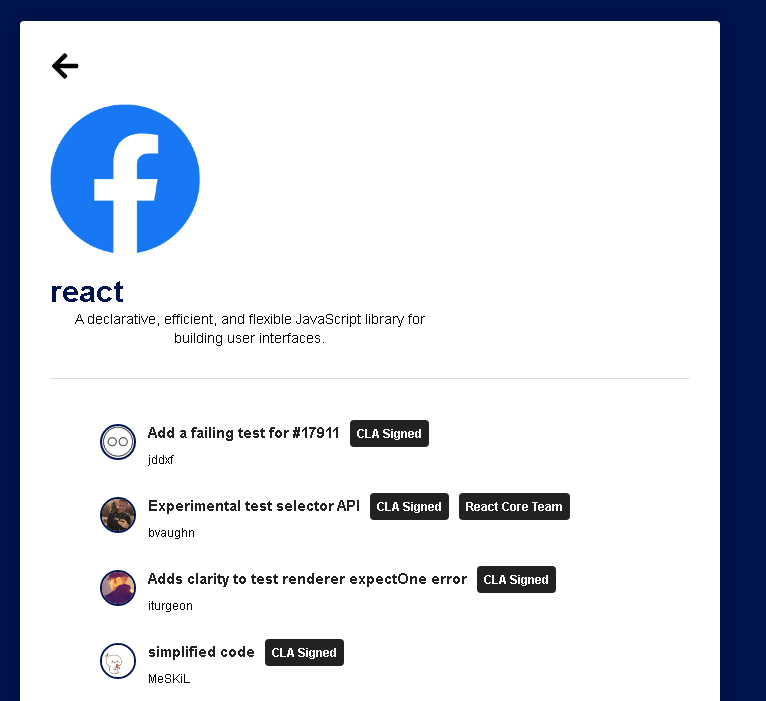 react
A declarative, efficient, and flexible JavaScript library for
building user interfaces.
Add a failing test for #17911 CLA Signed
jddxf
Experimental test selector API CLA Signed React Core Team
bvaughn
Adds clarity to test renderer expectOne error CLA Signed
iturgeon
simplified code CLA Signed
MeSKiL